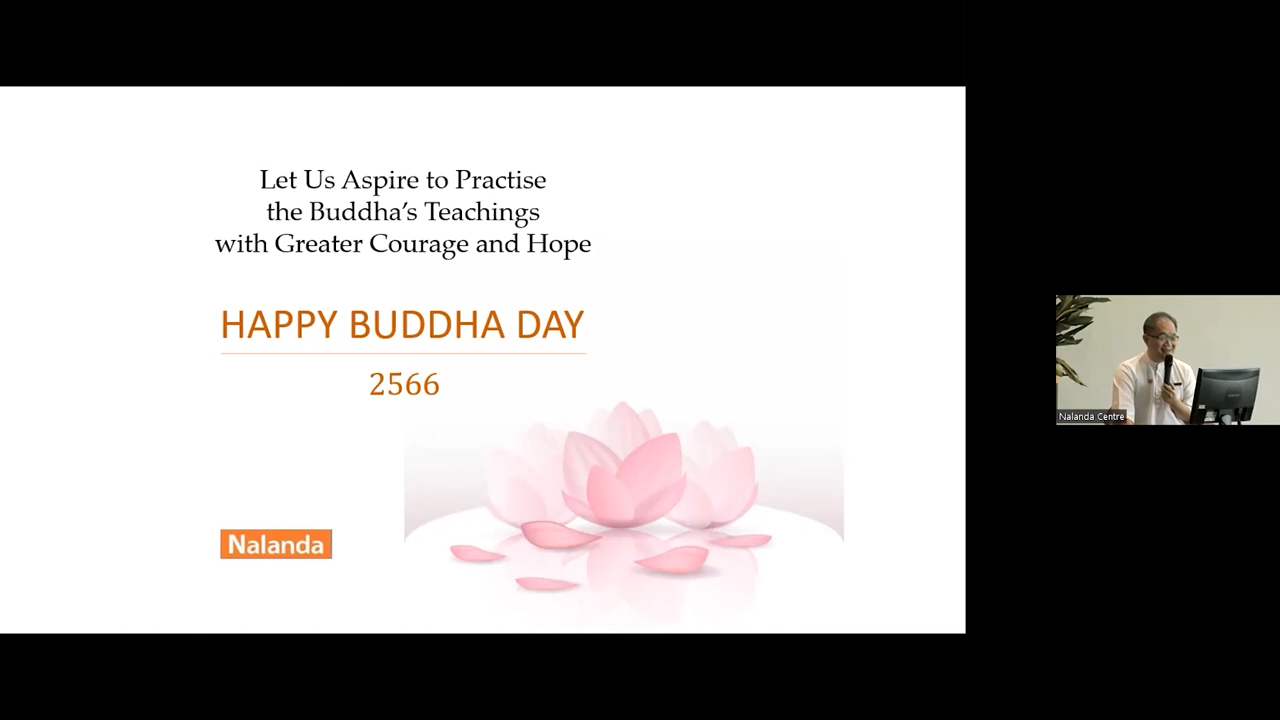 Let Us Aspire to Practise
the Buddha’s Teachings
with Greater Courage and Hope
HAPPY BUDDHA DAY
2566
Nalanda
Nalanda Centre